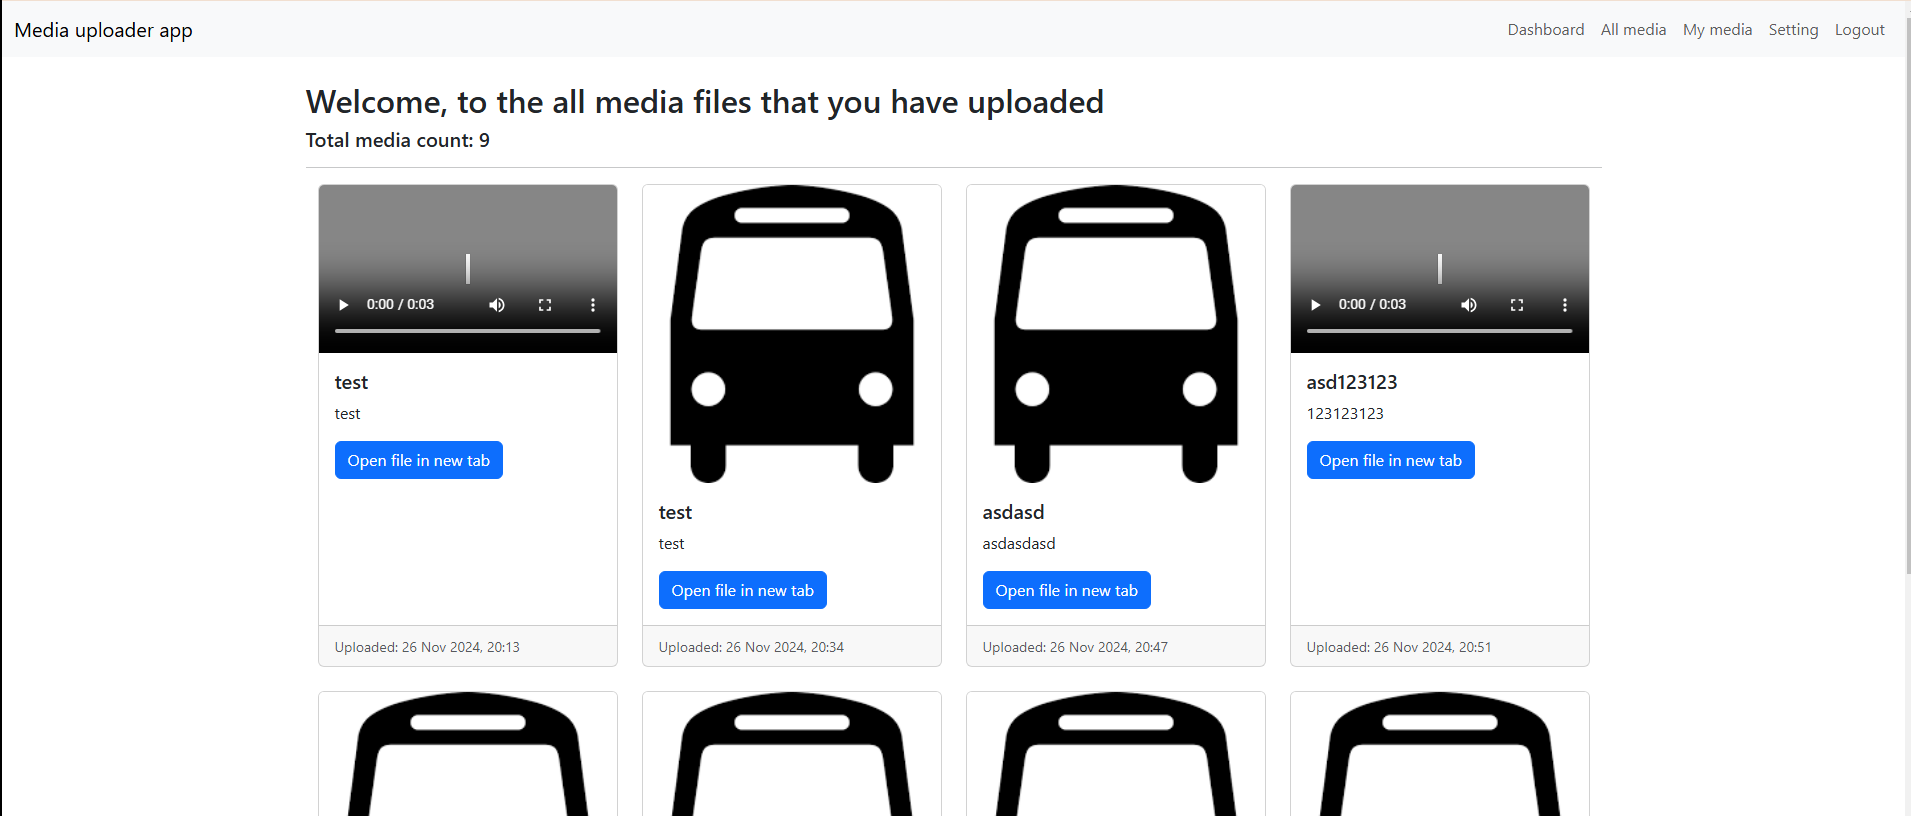 Media uploader app
Dashboard All media My media Setting Logout
Welcome, to the all media files that you have uploaded
Total media count: 9
0:00 / 0:03
test
test
Open file in new tab
Uploaded: 26 Nov 2024, 20:13
test
test
Open file in new tab
Uploaded: 26 Nov 2024, 20:34
asdasd
asdasdasd
Open file in new tab
Uploaded: 26 Nov 2024, 20:47
0:00 / 0:03
asd123123
123123123
Open file in new tab
Uploaded: 26 Nov 2024, 20:51